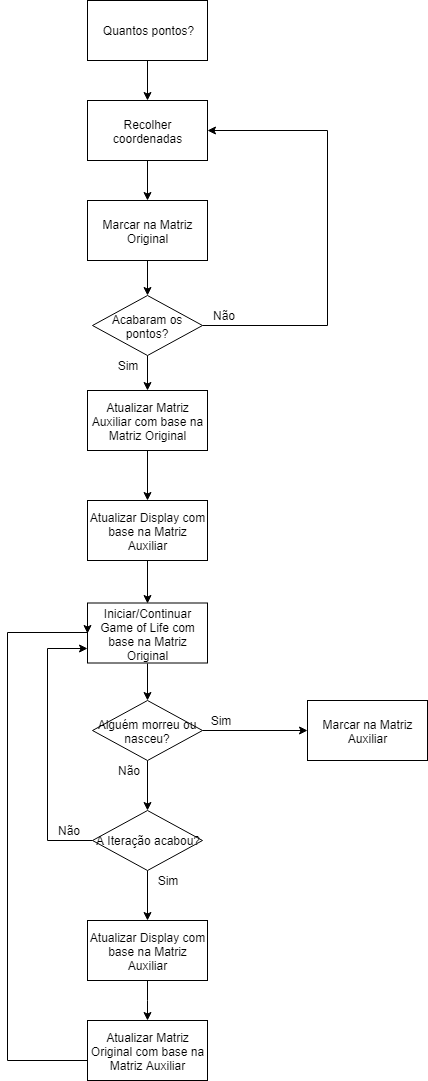 Quantos pontos?
Recolher
coordenadas
Marcar na Matriz
Original
Acabaram os
pontos?
Não
Sim
Atualizar Matriz
Auxiliar com base na
Matriz Original
Atualizar Display com
base na Matriz
Auxiliar
Iniciar/Continuar
Game of Life com
base na Matriz
Original
Alguém morreu ou
nasceu?
Sim
Marcar na Matriz
Auxiliar
Não
A Iteração acabou?
Não
Sim
Atualizar Display com
base na Matriz
Auxiliar
Atualizar Matriz
Original com base na
Matriz Auxiliar